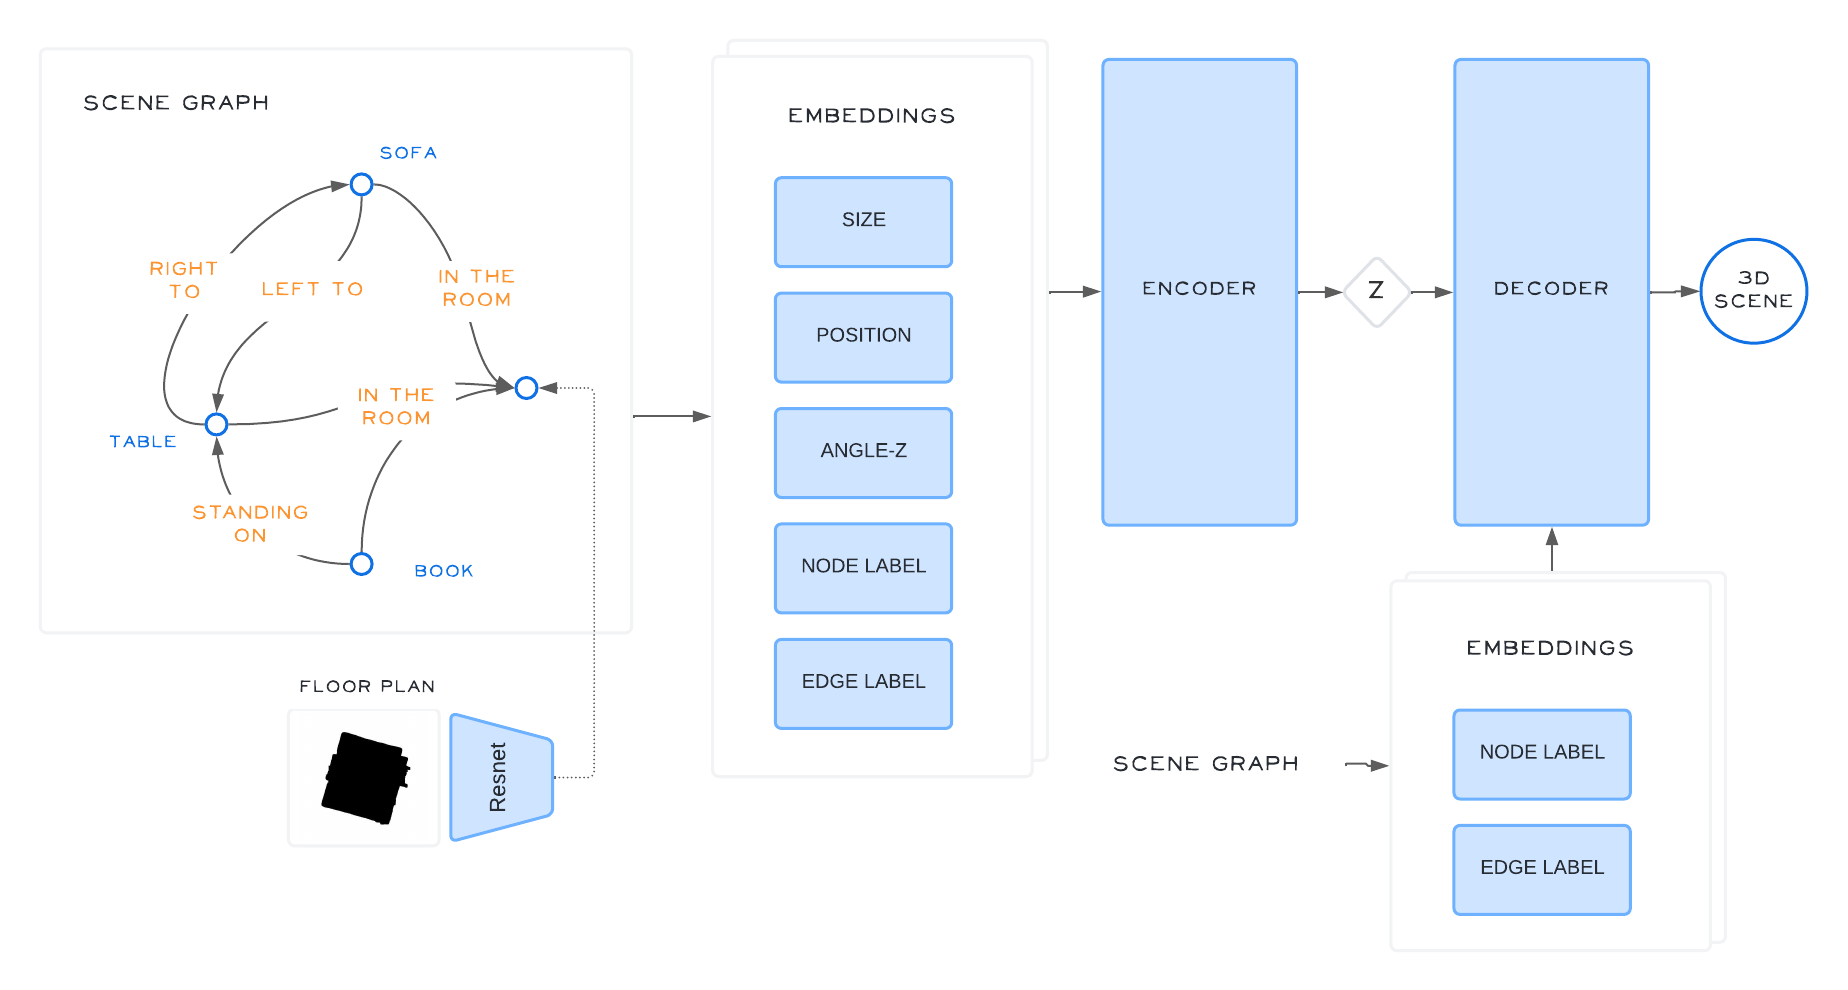 SCENE GRAPH
SOFA
RIGHT
TO
LEFT TO
IN THE
ROOM
IN THE
ROOM
TABLE
STANDING
ON
BOOK
FLOOR PLAN
Resnet
EMBEDDINGS
SIZE
POSITION
ANGLE-Z
NODE LABEL
EDGE LABEL
ENCODER
Z
DECODER
3D
SCENE
SCENE GRAPH
EMBEDDINGS
NODE LABEL
EDGE LABEL